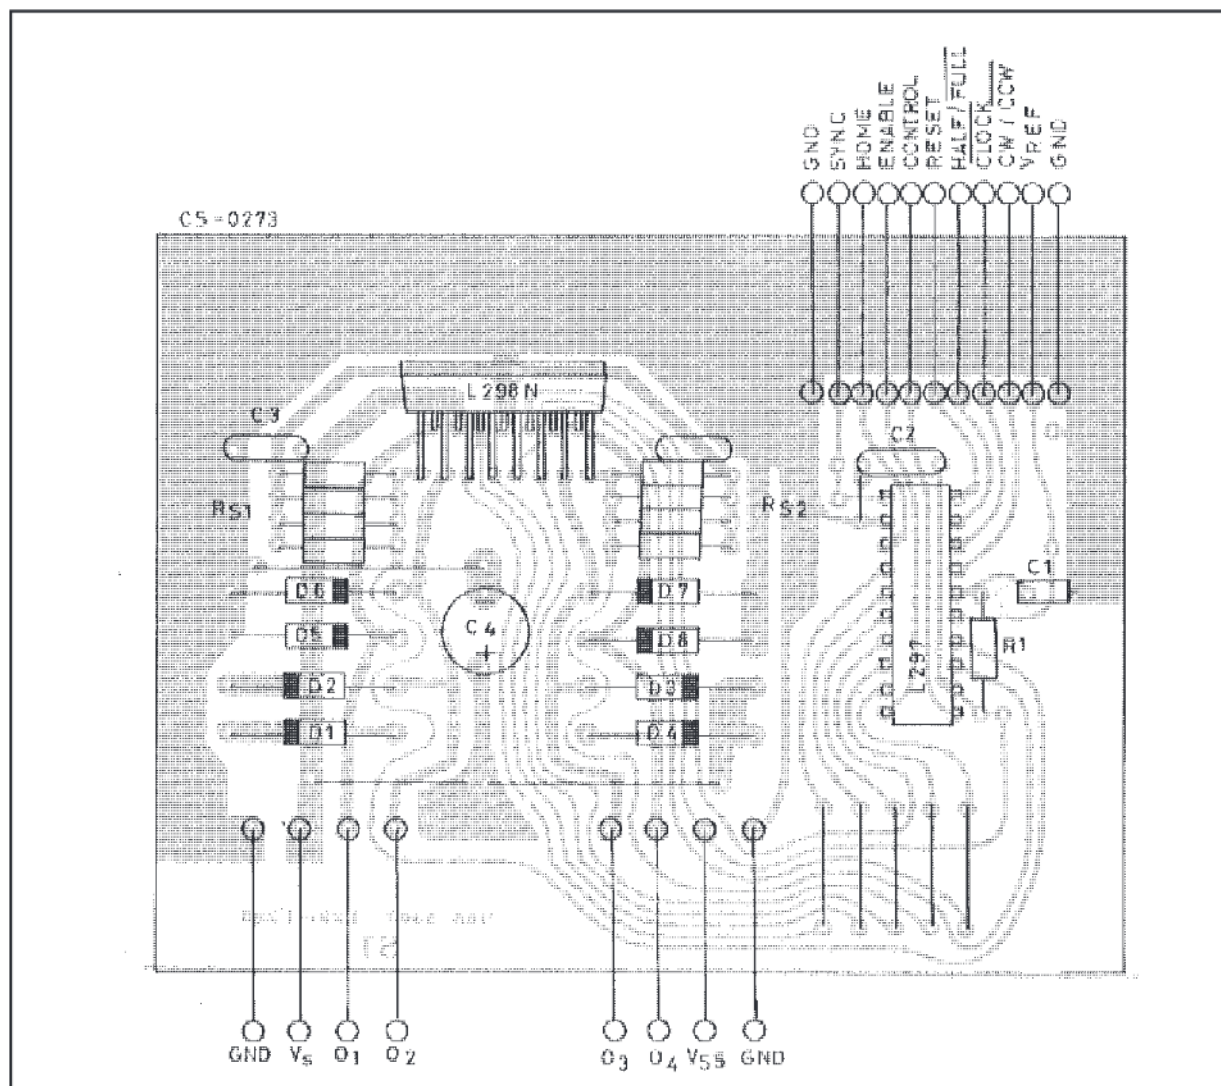 GND
SYNC
HOME
ENABLE
CONTROL
RESET
HALF/FULL
CLOCK
CW/CCW
VREF
GND
CS-0273
L298N
C3
C2
RS1
RS2
C1
D6
D7
C4
D5
D8
R1
L297
D2
D3
D1
D4
GND VS O1 O2
O3 O4 VSS GND